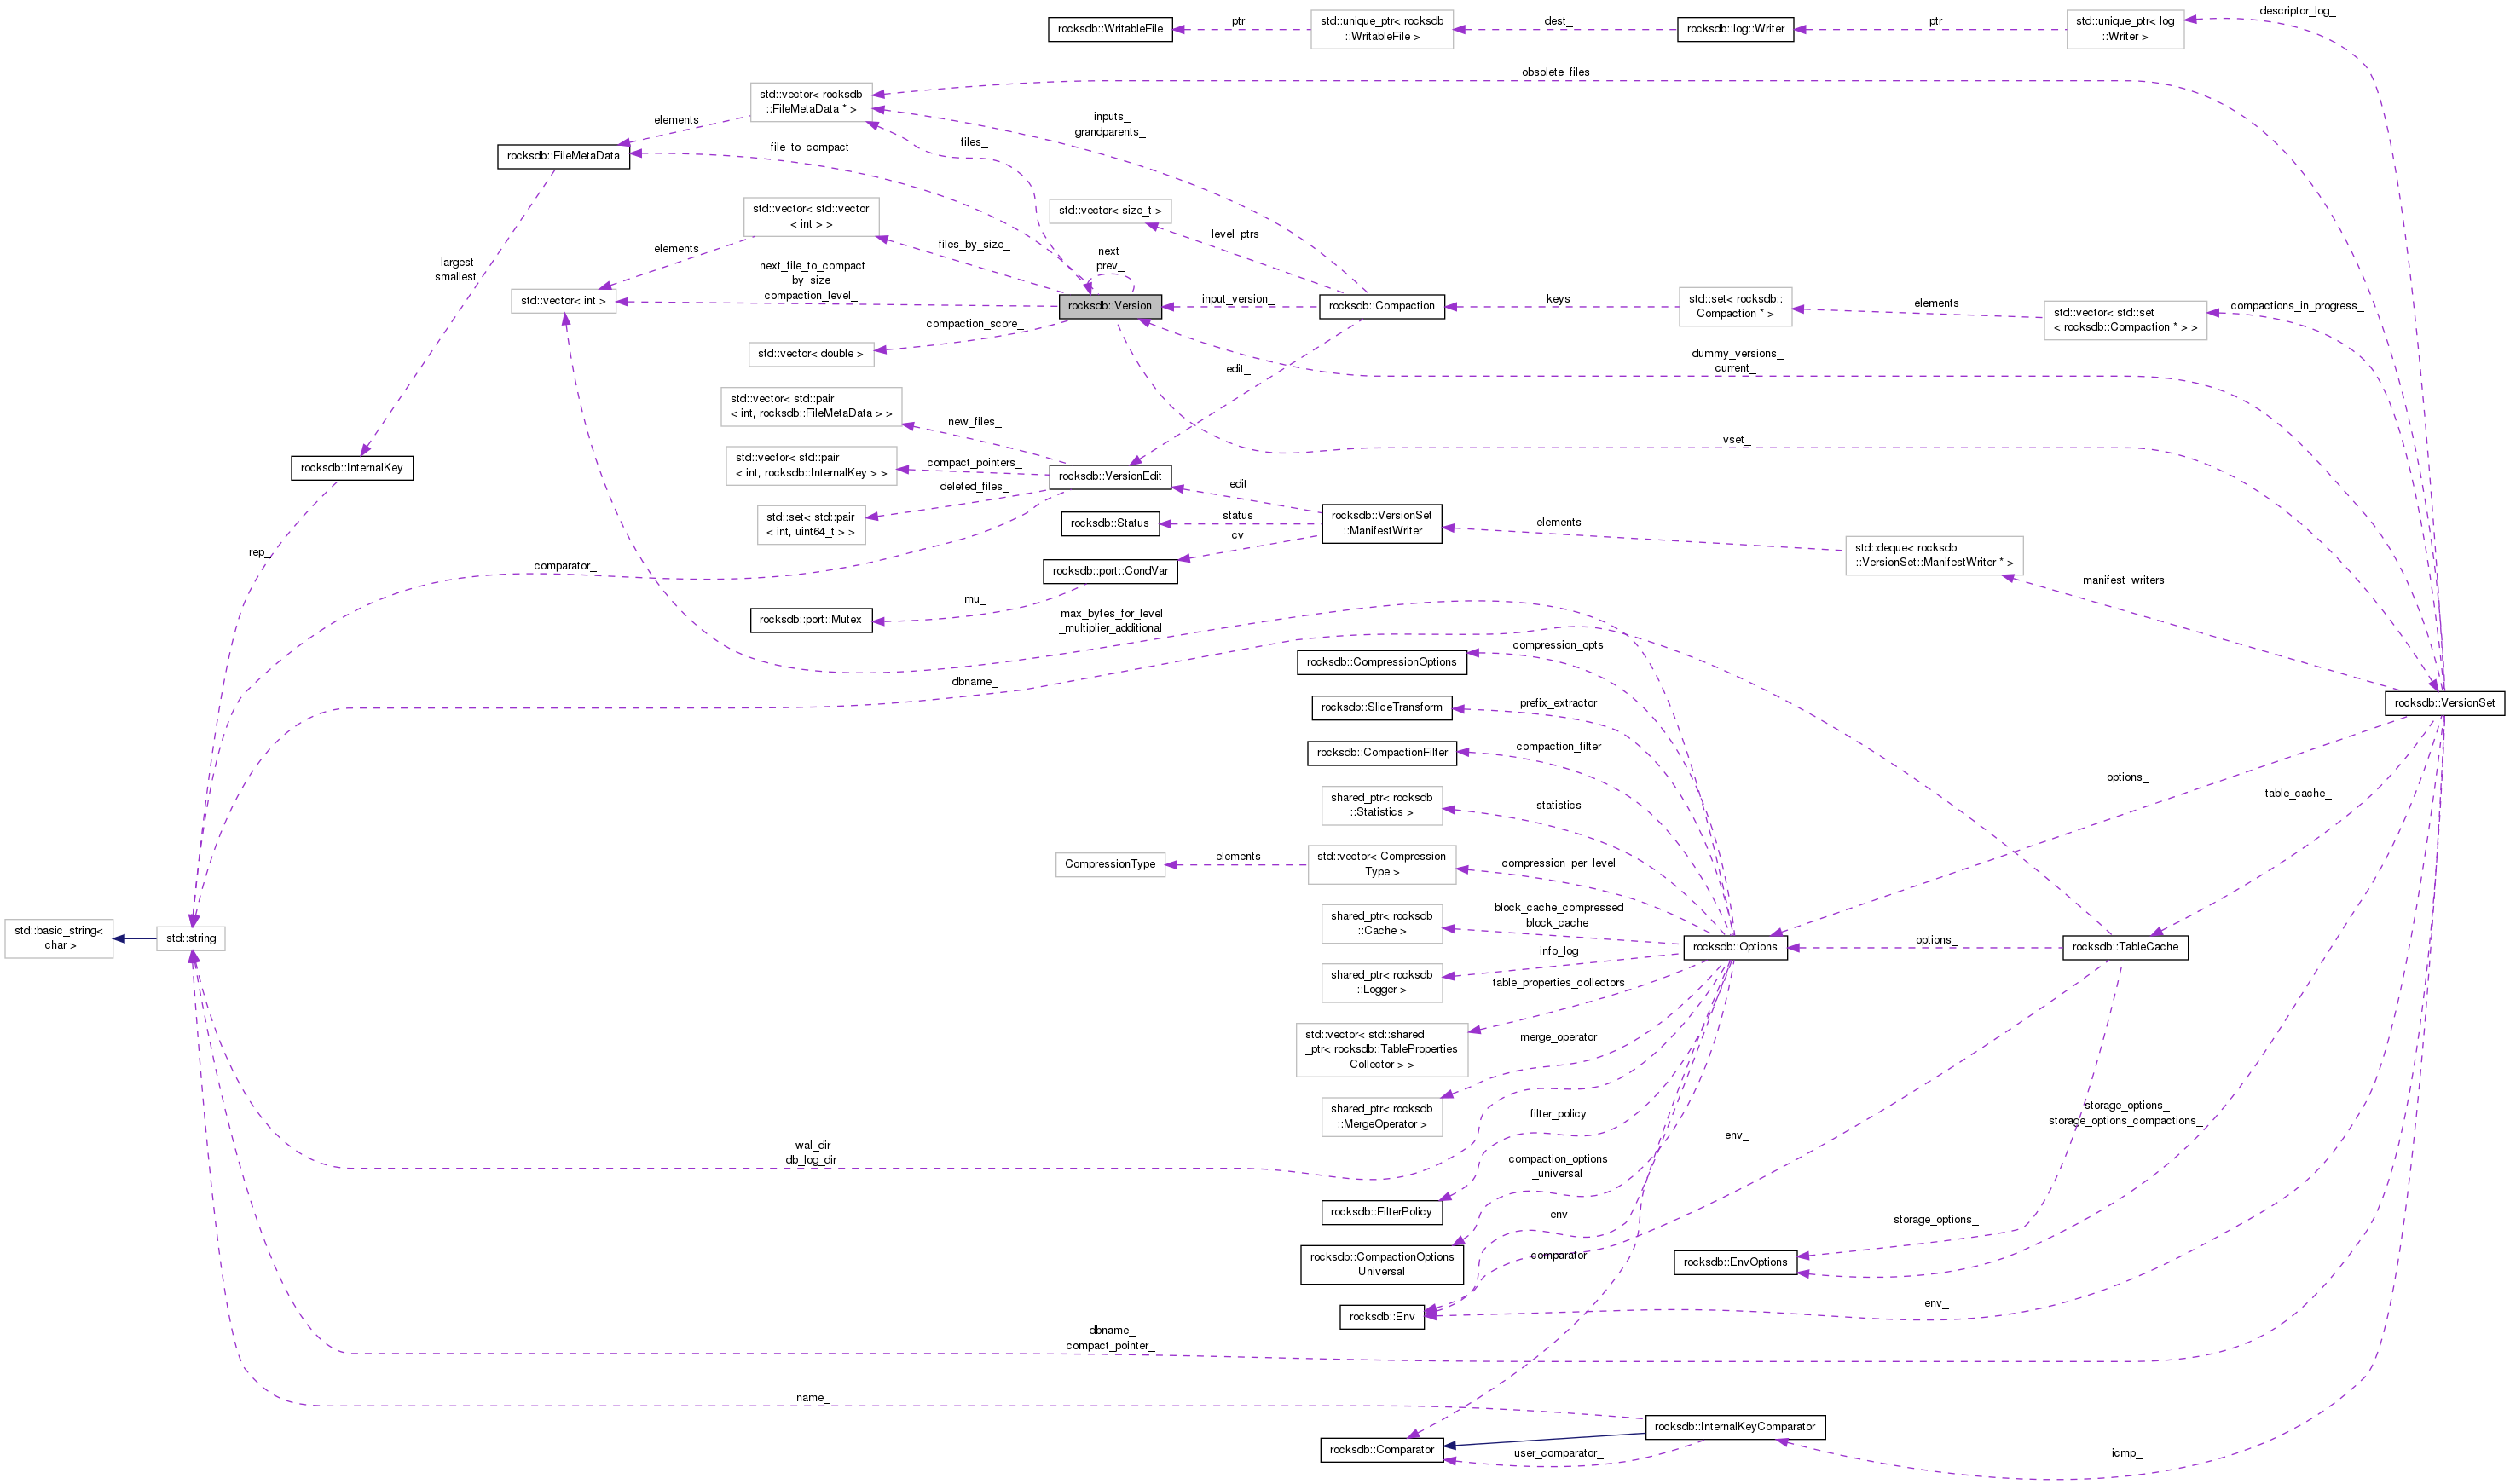 descriptor_log_
rocksdb::WritableFile
ptr
std::unique_ptr< rocksdb
::WritableFile >
dest_
rocksdb::log::Writer
ptr
std::unique_ptr< log
::Writer >
obsolete_files_
std::vector< rocksdb
::FileMetaData * >
elements
inputs_
grandparents_
files_
file_to_compact_
rocksdb::FileMetaData
std::vector< std::vector
< int > >
std::vector< size_t >
level_ptrs_
files_by_size_
elements
next_
prev_
largest
smallest
next_file_to_compact
_by_size_
compaction_level_
std::vector< int >
rocksdb::Version
input_version_
rocksdb::Compaction
keys
std::set< rocksdb::
Compaction * >
elements
std::vector< std::set
< rocksdb::Compaction * > >
compactions_in_progress_
compaction_score_
std::vector< double >
dummy_versions_
current_
edit_
std::vector< std::pair
< int, rocksdb::FileMetaData > >
new_files_
vset_
std::vector< std::pair
< int, rocksdb::InternalKey > >
compact_pointers_
rocksdb::InternalKey
rocksdb::VersionEdit
deleted_files_
edit
std::set< std::pair
< int, uint64_t > >
rocksdb::Status
status
rocksdb::VersionSet
::ManifestWriter
elements
cv
std::deque< rocksdb
::VersionSet::ManifestWriter * >
rep_
comparator_
rocksdb::port::CondVar
manifest_writers_
mu_
rocksdb::port::Mutex
max_bytes_for_level
_multiplier_additional
compression_opts
rocksdb::CompressionOptions
dbname_
prefix_extractor
rocksdb::SliceTransform
rocksdb::VersionSet
compaction_filter
rocksdb::CompactionFilter
options_
table_cache_
shared_ptr< rocksdb
::Statistics >
statistics
CompressionType
elements
std::vector< Compression
Type >
compression_per_level
std::basic_string<
char >
std::string
shared_ptr< rocksdb
::Cache >
block_cache_compressed
block_cache
rocksdb::Options
options_
rocksdb::TableCache
info_log
shared_ptr< rocksdb
::Logger >
table_properties_collectors
std::vector< std::shared
_ptr< rocksdb::TableProperties
Collector > >
merge_operator
shared_ptr< rocksdb
::MergeOperator >
filter_policy
storage_options_
storage_options_compactions_
env_
wal_dir
db_log_dir
compaction_options
_universal
rocksdb::FilterPolicy
env
storage_options_
rocksdb::CompactionOptions
Universal
comparator
rocksdb::EnvOptions
rocksdb::Env
env_
dbname_
compact_pointer_
name_
rocksdb::InternalKeyComparator
rocksdb::Comparator
user_comparator_
icmp_